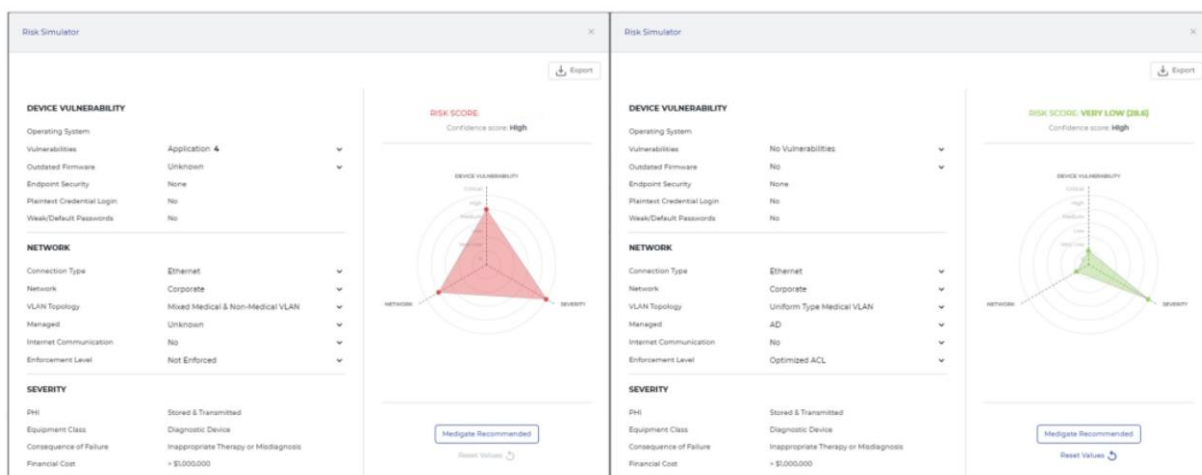 Risk Simulator
Export
DEVICE VULNERABILITY
Operating System
Vulnerabilities Application 4
Outdated Firmware Unknown
Endpoint Security None
Plaintext Credential Login No
Weak/Default Passwords No
NETWORK
Connection Type Ethernet
Network Corporate
VLAN Topology Mixed Medical & Non-Medical VLAN
Managed Unknown
Internet Communication No
Enforcement Level Not Enforced
SEVERITY
PHI Stored & Transmitted
Equipment Class Diagnostic Device
Consequence of Failure Inappropriate Therapy or Misdiagnosis
Financial Cost > $1,000,000
RISK SCORE:
Confidence score: High
DEVICE VULNERABILITY
Critical
High
Medium
Low
Very Low
NETWORK
SEVERITY
Medigate Recommended
Reset Values
Risk Simulator
Export
DEVICE VULNERABILITY
Operating System
Vulnerabilities No Vulnerabilities
Outdated Firmware No
Endpoint Security None
Plaintext Credential Login No
Weak/Default Passwords No
NETWORK
Connection Type Ethernet
Network Corporate
VLAN Topology Uniform Type Medical VLAN
Managed AD
Internet Communication No
Enforcement Level Optimized ACL
SEVERITY
PHI Stored & Transmitted
Equipment Class Diagnostic Device
Consequence of Failure Inappropriate Therapy or Misdiagnosis
Financial Cost > $1,000,000
RISK SCORE: VERY LOW (28.6)
Confidence score: High
DEVICE VULNERABILITY
Critical
High
Medium
Low
Very Low
NETWORK
SEVERITY
Medigate Recommended
Reset Values